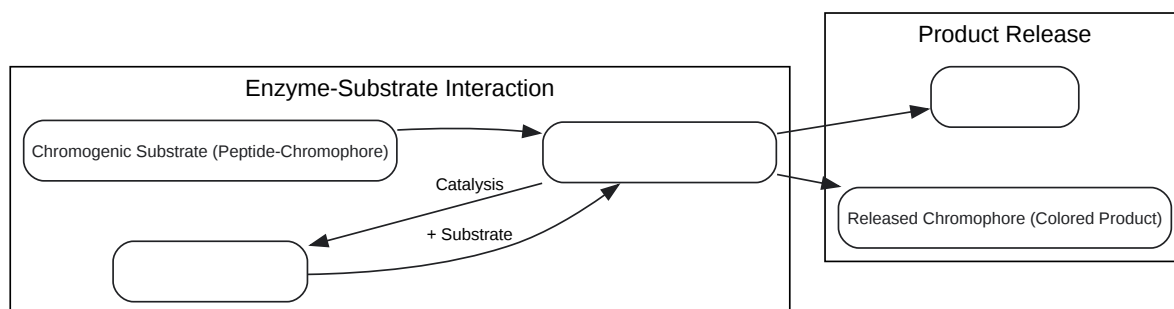 Product Release
Enzyme-Substrate Interaction
Chromogenic Substrate (Peptide-Chromophore)
Catalysis
+ Substrate
Released Chromophore (Colored Product)